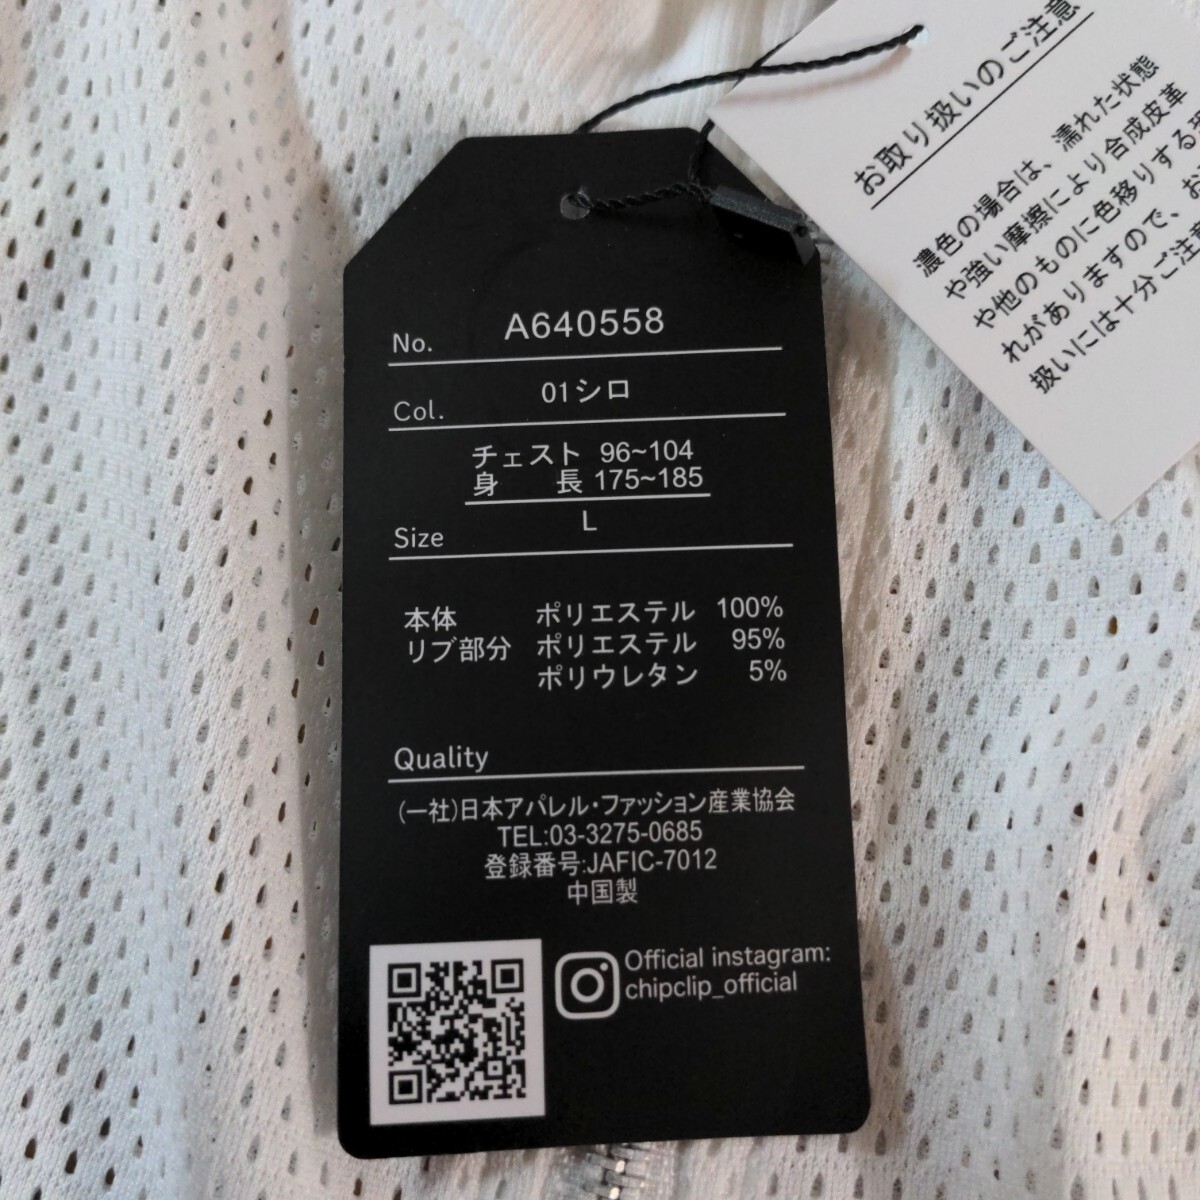 お取り扱いのご注意
濃色の場合は、濡れた状態
や強い摩擦により合成皮革
や他のものに色移りする
れがありますので、お
扱いには十分ご注意
No. A640558
Col. 01シロ
チェスト 96~104
身 長 175~185
Size L
本体 ポリエステル 100%
リブ部分 ポリエステル 95%
ポリウレタン 5%
Quality
(一社)日本アパレル・ファッション産業協会
TEL:03-3275-0685
登録番号:JAFIC-7012
中国製
Official instagram:
chipclip_official